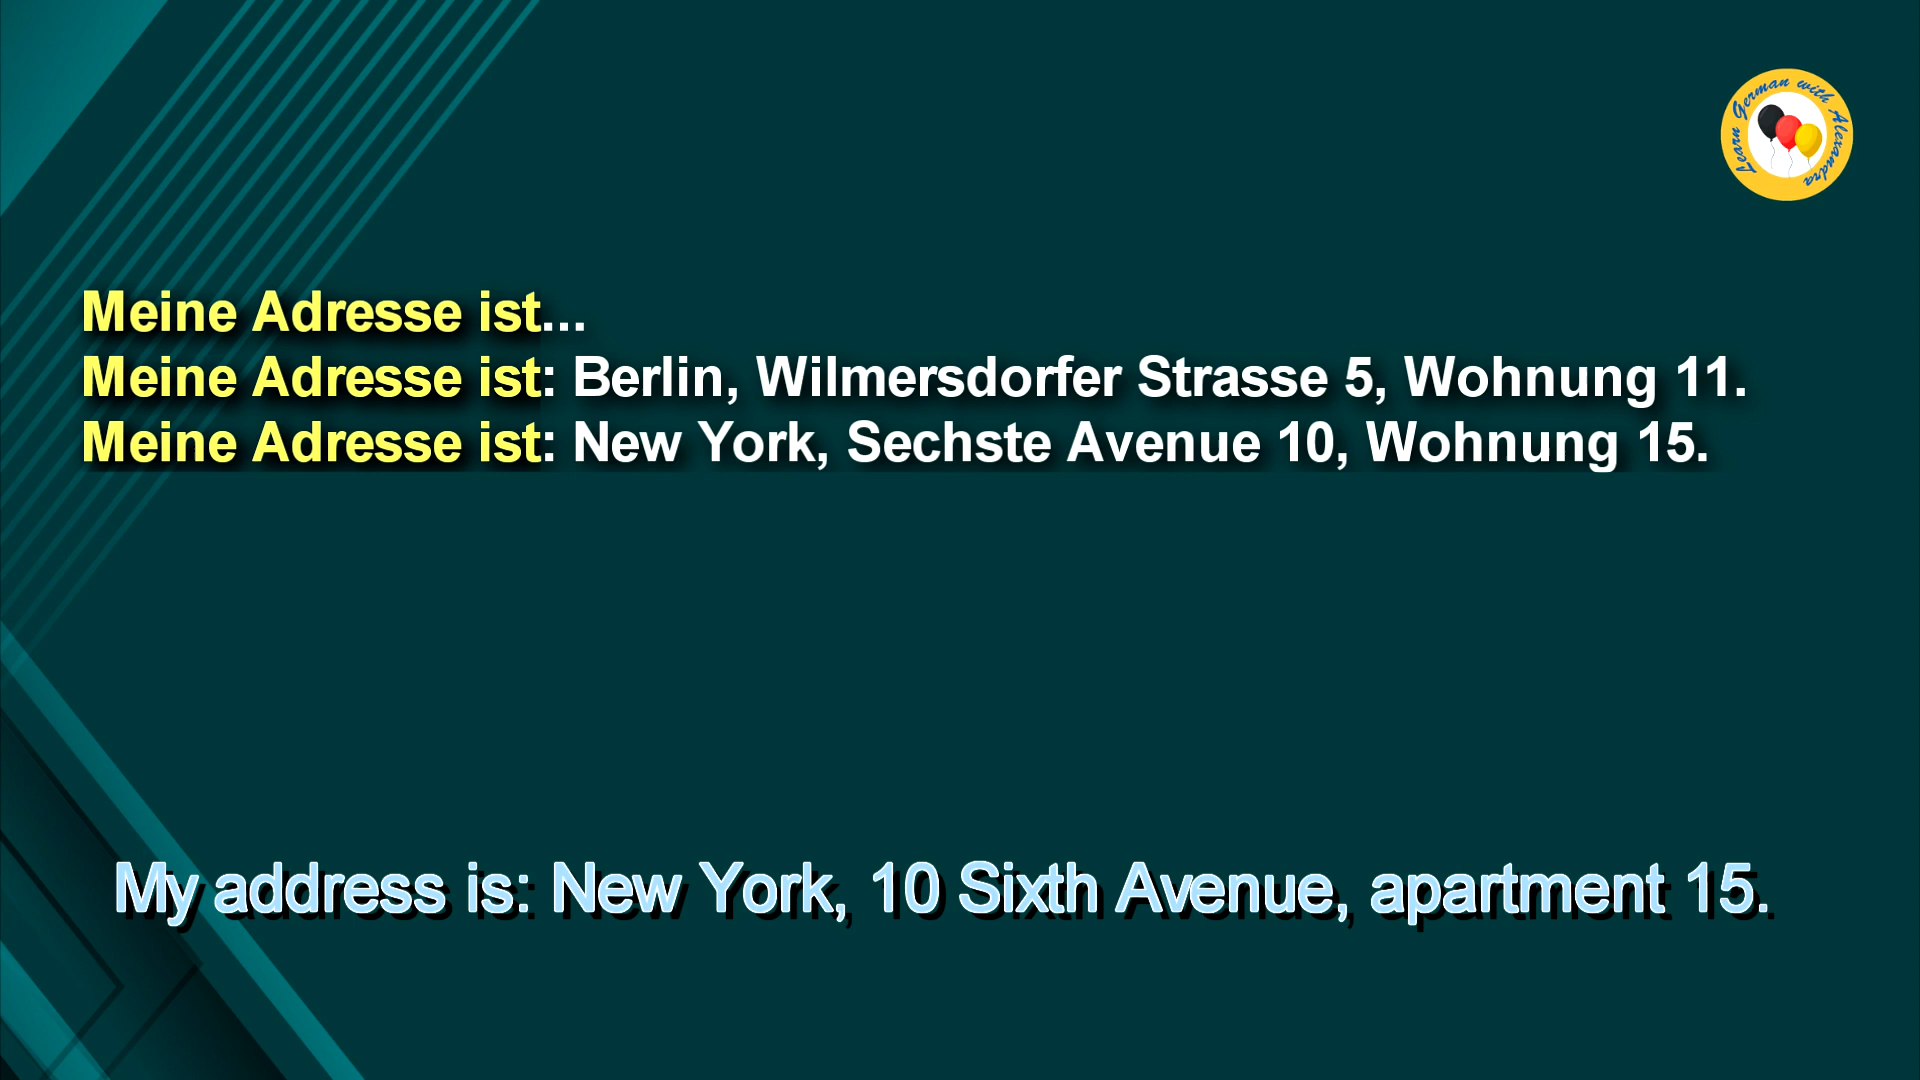 Learn German with Alexandra
Meine Adresse ist...
Meine Adresse ist: Berlin, Wilmersdorfer Strasse 5, Wohnung 11.
Meine Adresse ist: New York, Sechste Avenue 10, Wohnung 15.
My address is: New York, 10 Sixth Avenue, apartment 15.